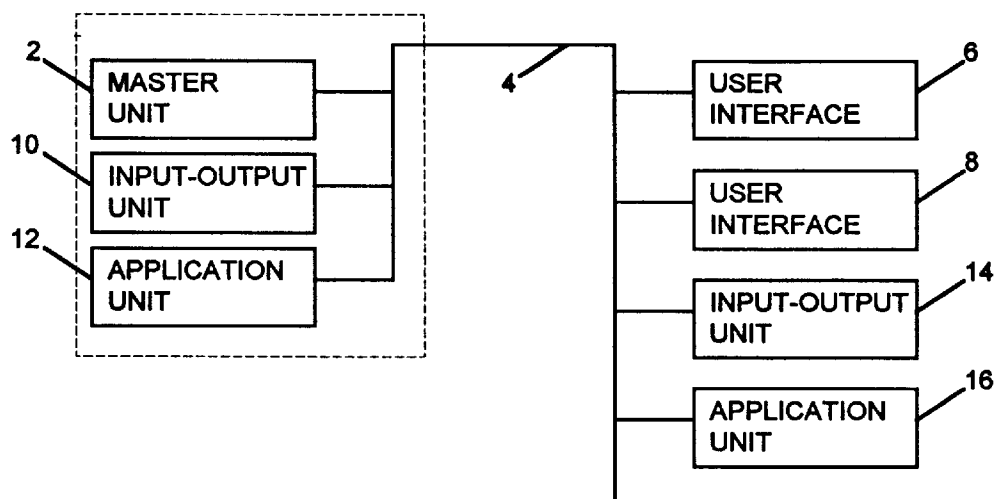 2
MASTER
UNIT
10
INPUT-OUTPUT
UNIT
12
APPLICATION
UNIT
4
6
USER
INTERFACE
8
USER
INTERFACE
14
INPUT-OUTPUT
UNIT
16
APPLICATION
UNIT